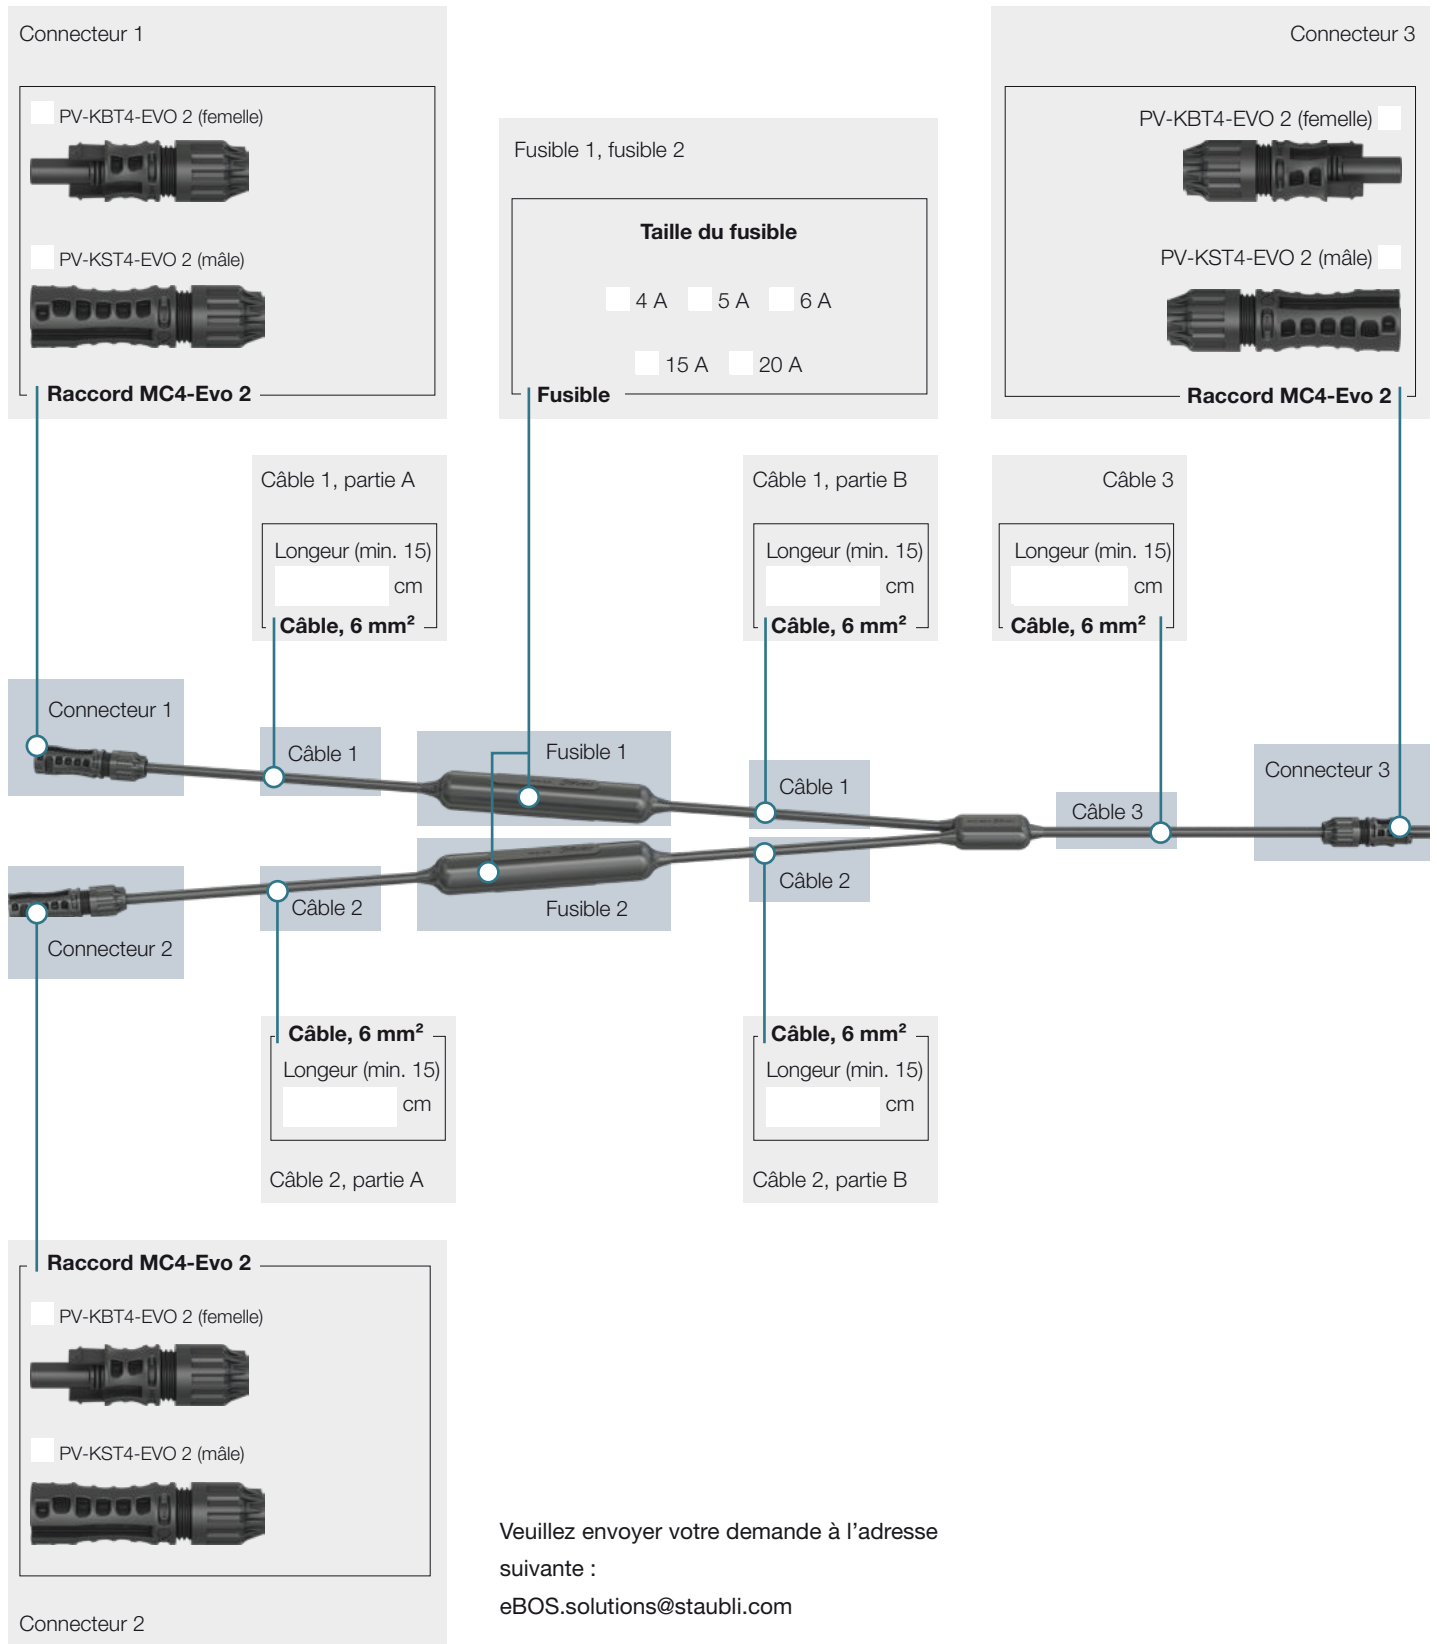 Connecteur 1
PV-KBT4-EVO 2 (femelle)
PV-KST4-EVO 2 (mâle)
Raccord MC4-Evo 2
Fusible 1, fusible 2
Taille du fusible
4 A 5 A 6 A
15 A 20 A
Fusible
Connecteur 3
PV-KBT4-EVO 2 (femelle)
PV-KST4-EVO 2 (mâle)
Raccord MC4-Evo 2
Câble 1, partie A
Longeur (min. 15)
cm
Câble, 6 mm²
Câble 1, partie B
Longeur (min. 15)
cm
Câble, 6 mm²
Câble 3
Longeur (min. 15)
cm
Câble, 6 mm²
Connecteur 1
Câble 1
Fusible 1
Câble 1
Câble 3
Connecteur 3
Connecteur 2
Câble 2
Fusible 2
Câble 2
Câble, 6 mm²
Longeur (min. 15)
cm
Câble 2, partie A
Câble, 6 mm²
Longeur (min. 15)
cm
Câble 2, partie B
Raccord MC4-Evo 2
PV-KBT4-EVO 2 (femelle)
PV-KST4-EVO 2 (mâle)
Connecteur 2
Veuillez envoyer votre demande à l’adresse
suivante :
eBOS.solutions@staubli.com